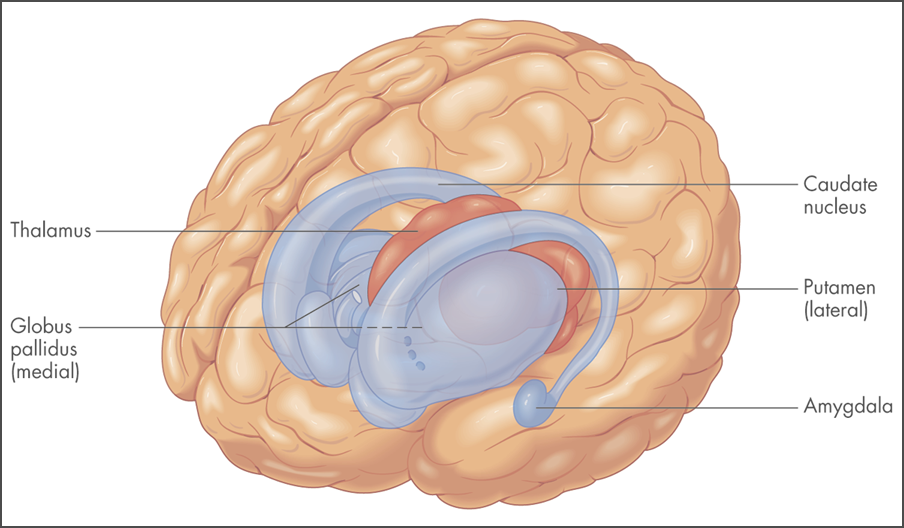 Caudate
nucleus
Thalamus
Putamen
(lateral)
Globus
pallidus
(medial)
Amygdala